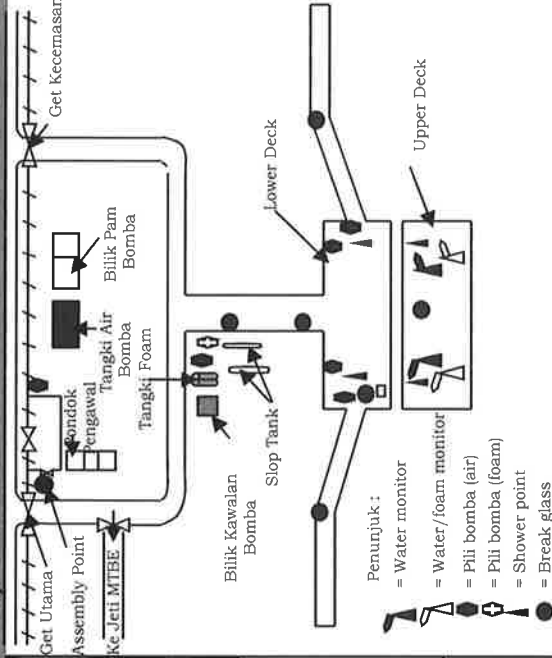 Get Kecemasan
Bilik Pam
Bomba
Tangki Air
Bomba
Tangki Foam
Pondok
Pengawal
Get Utama
Assembly Point
Ke Jeti MTBE
Bilik Kawalan
Bomba
Slop Tank
Lower Deck
Upper Deck
Penunjuk :
= Water monitor
= Water/foam monitor
= Pili bomba (air)
= Pili bomba (foam)
= Shower point
= Break glass